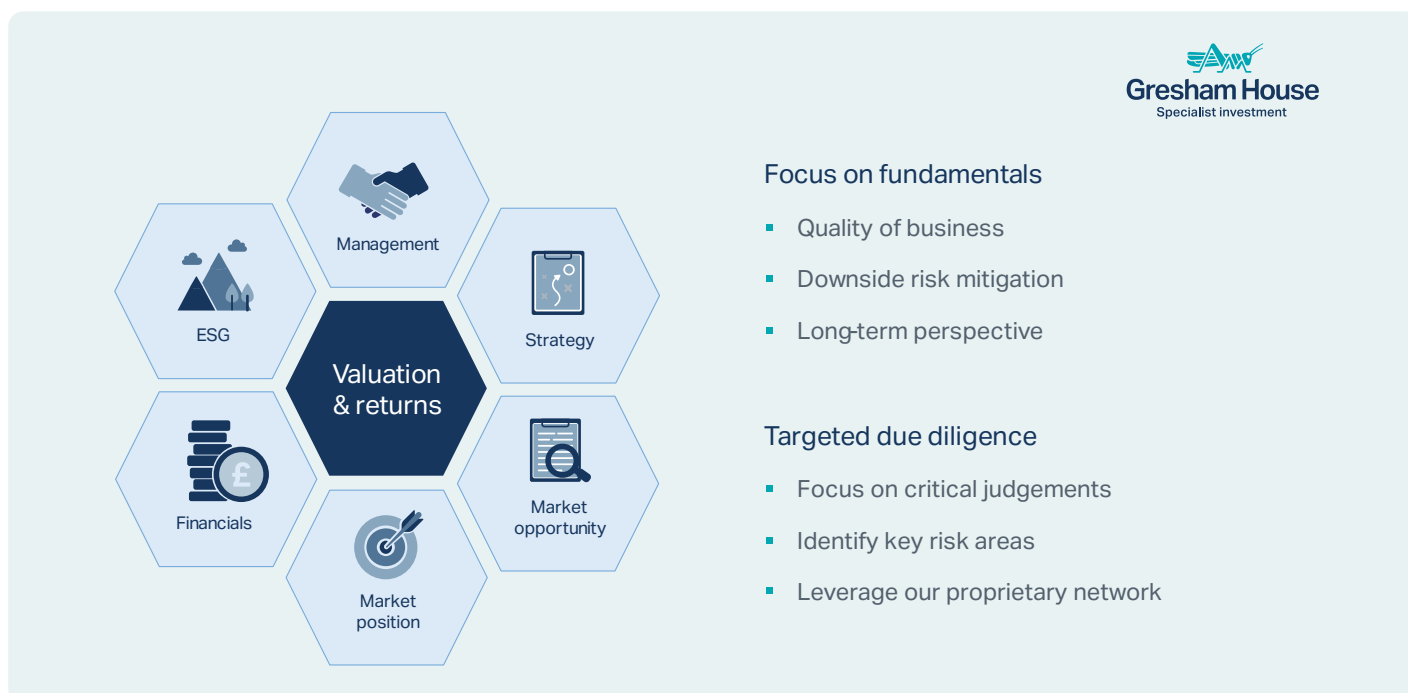 Gresham House
Specialist investment
Management
ESG
Strategy
Valuation
& returns
Financials
£
Market
opportunity
Market
position
Focus on fundamentals
Quality of business
Downside risk mitigation
Long-term perspective
Targeted due diligence
Focus on critical judgements
Identify key risk areas
Leverage our proprietary network